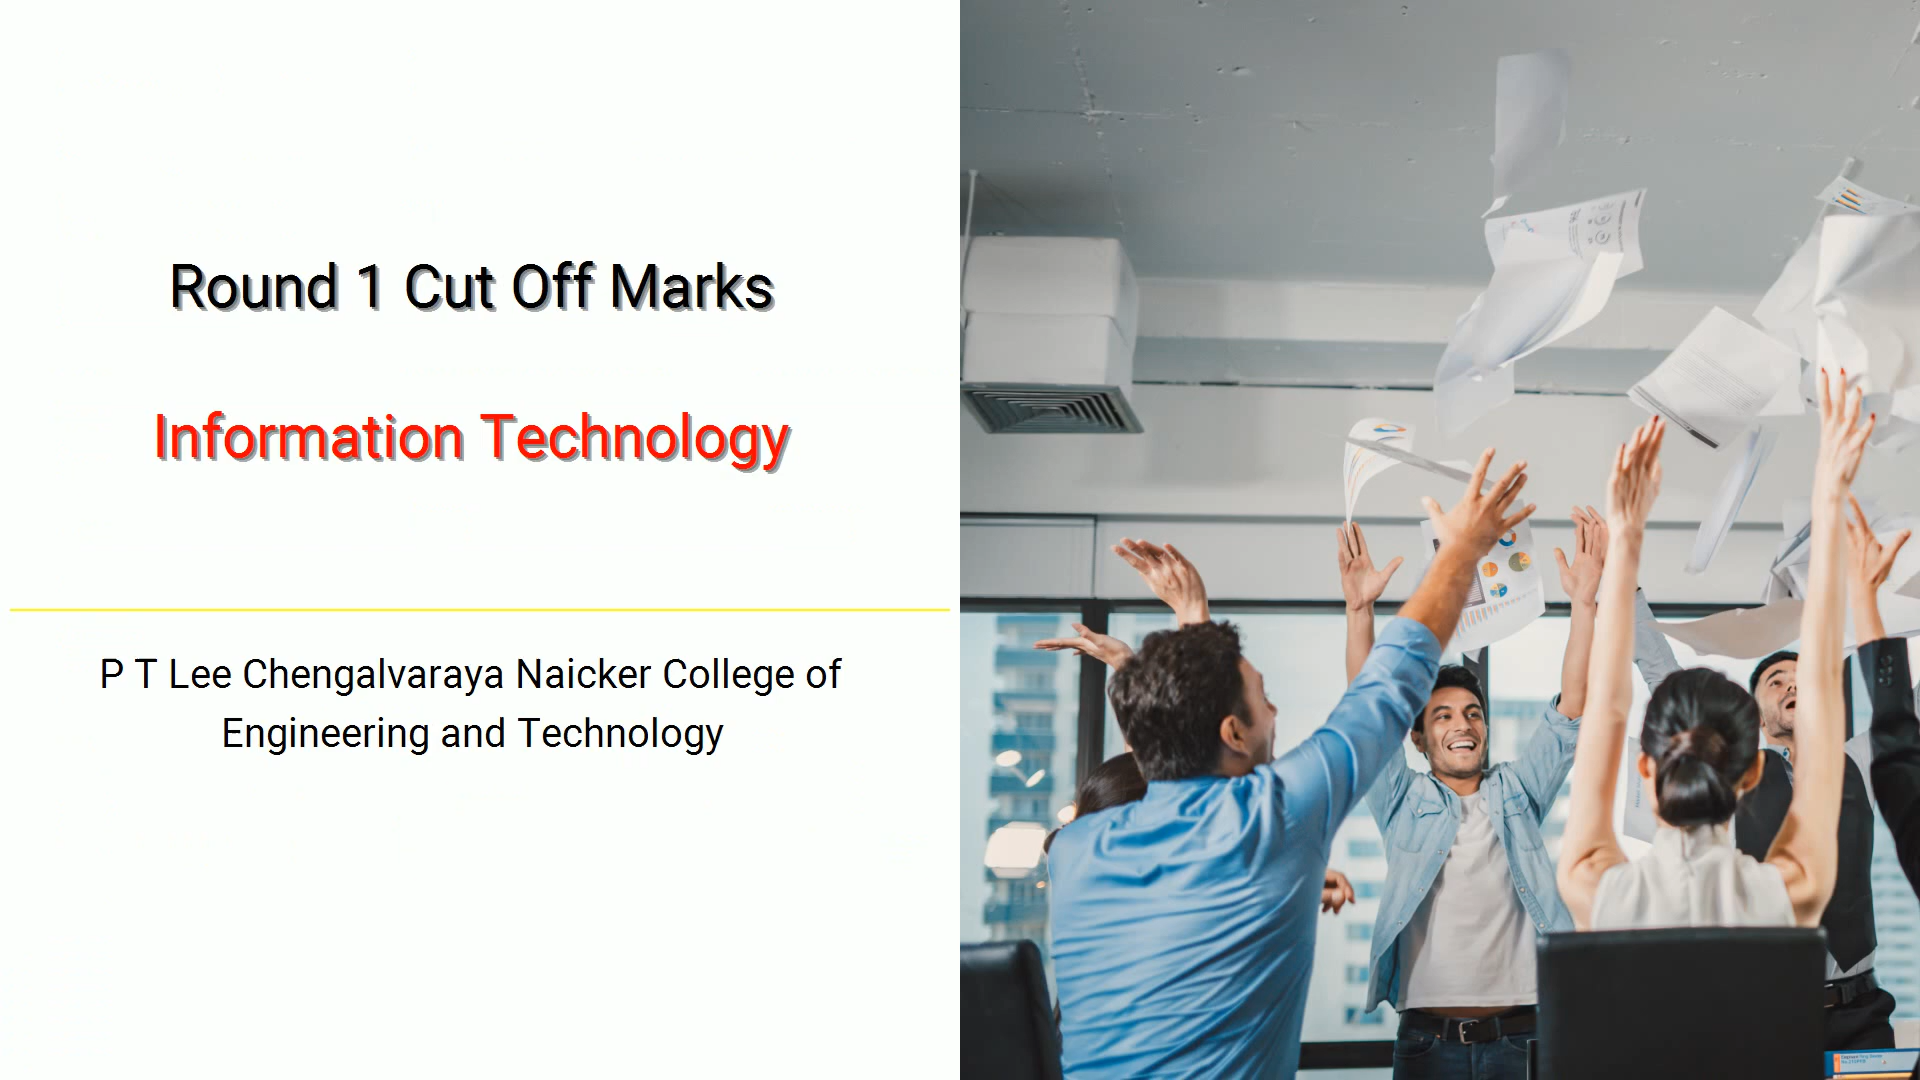 Round 1 Cut Off Marks
Information Technology
P T Lee Chengalvaraya Naicker College of
Engineering and Technology